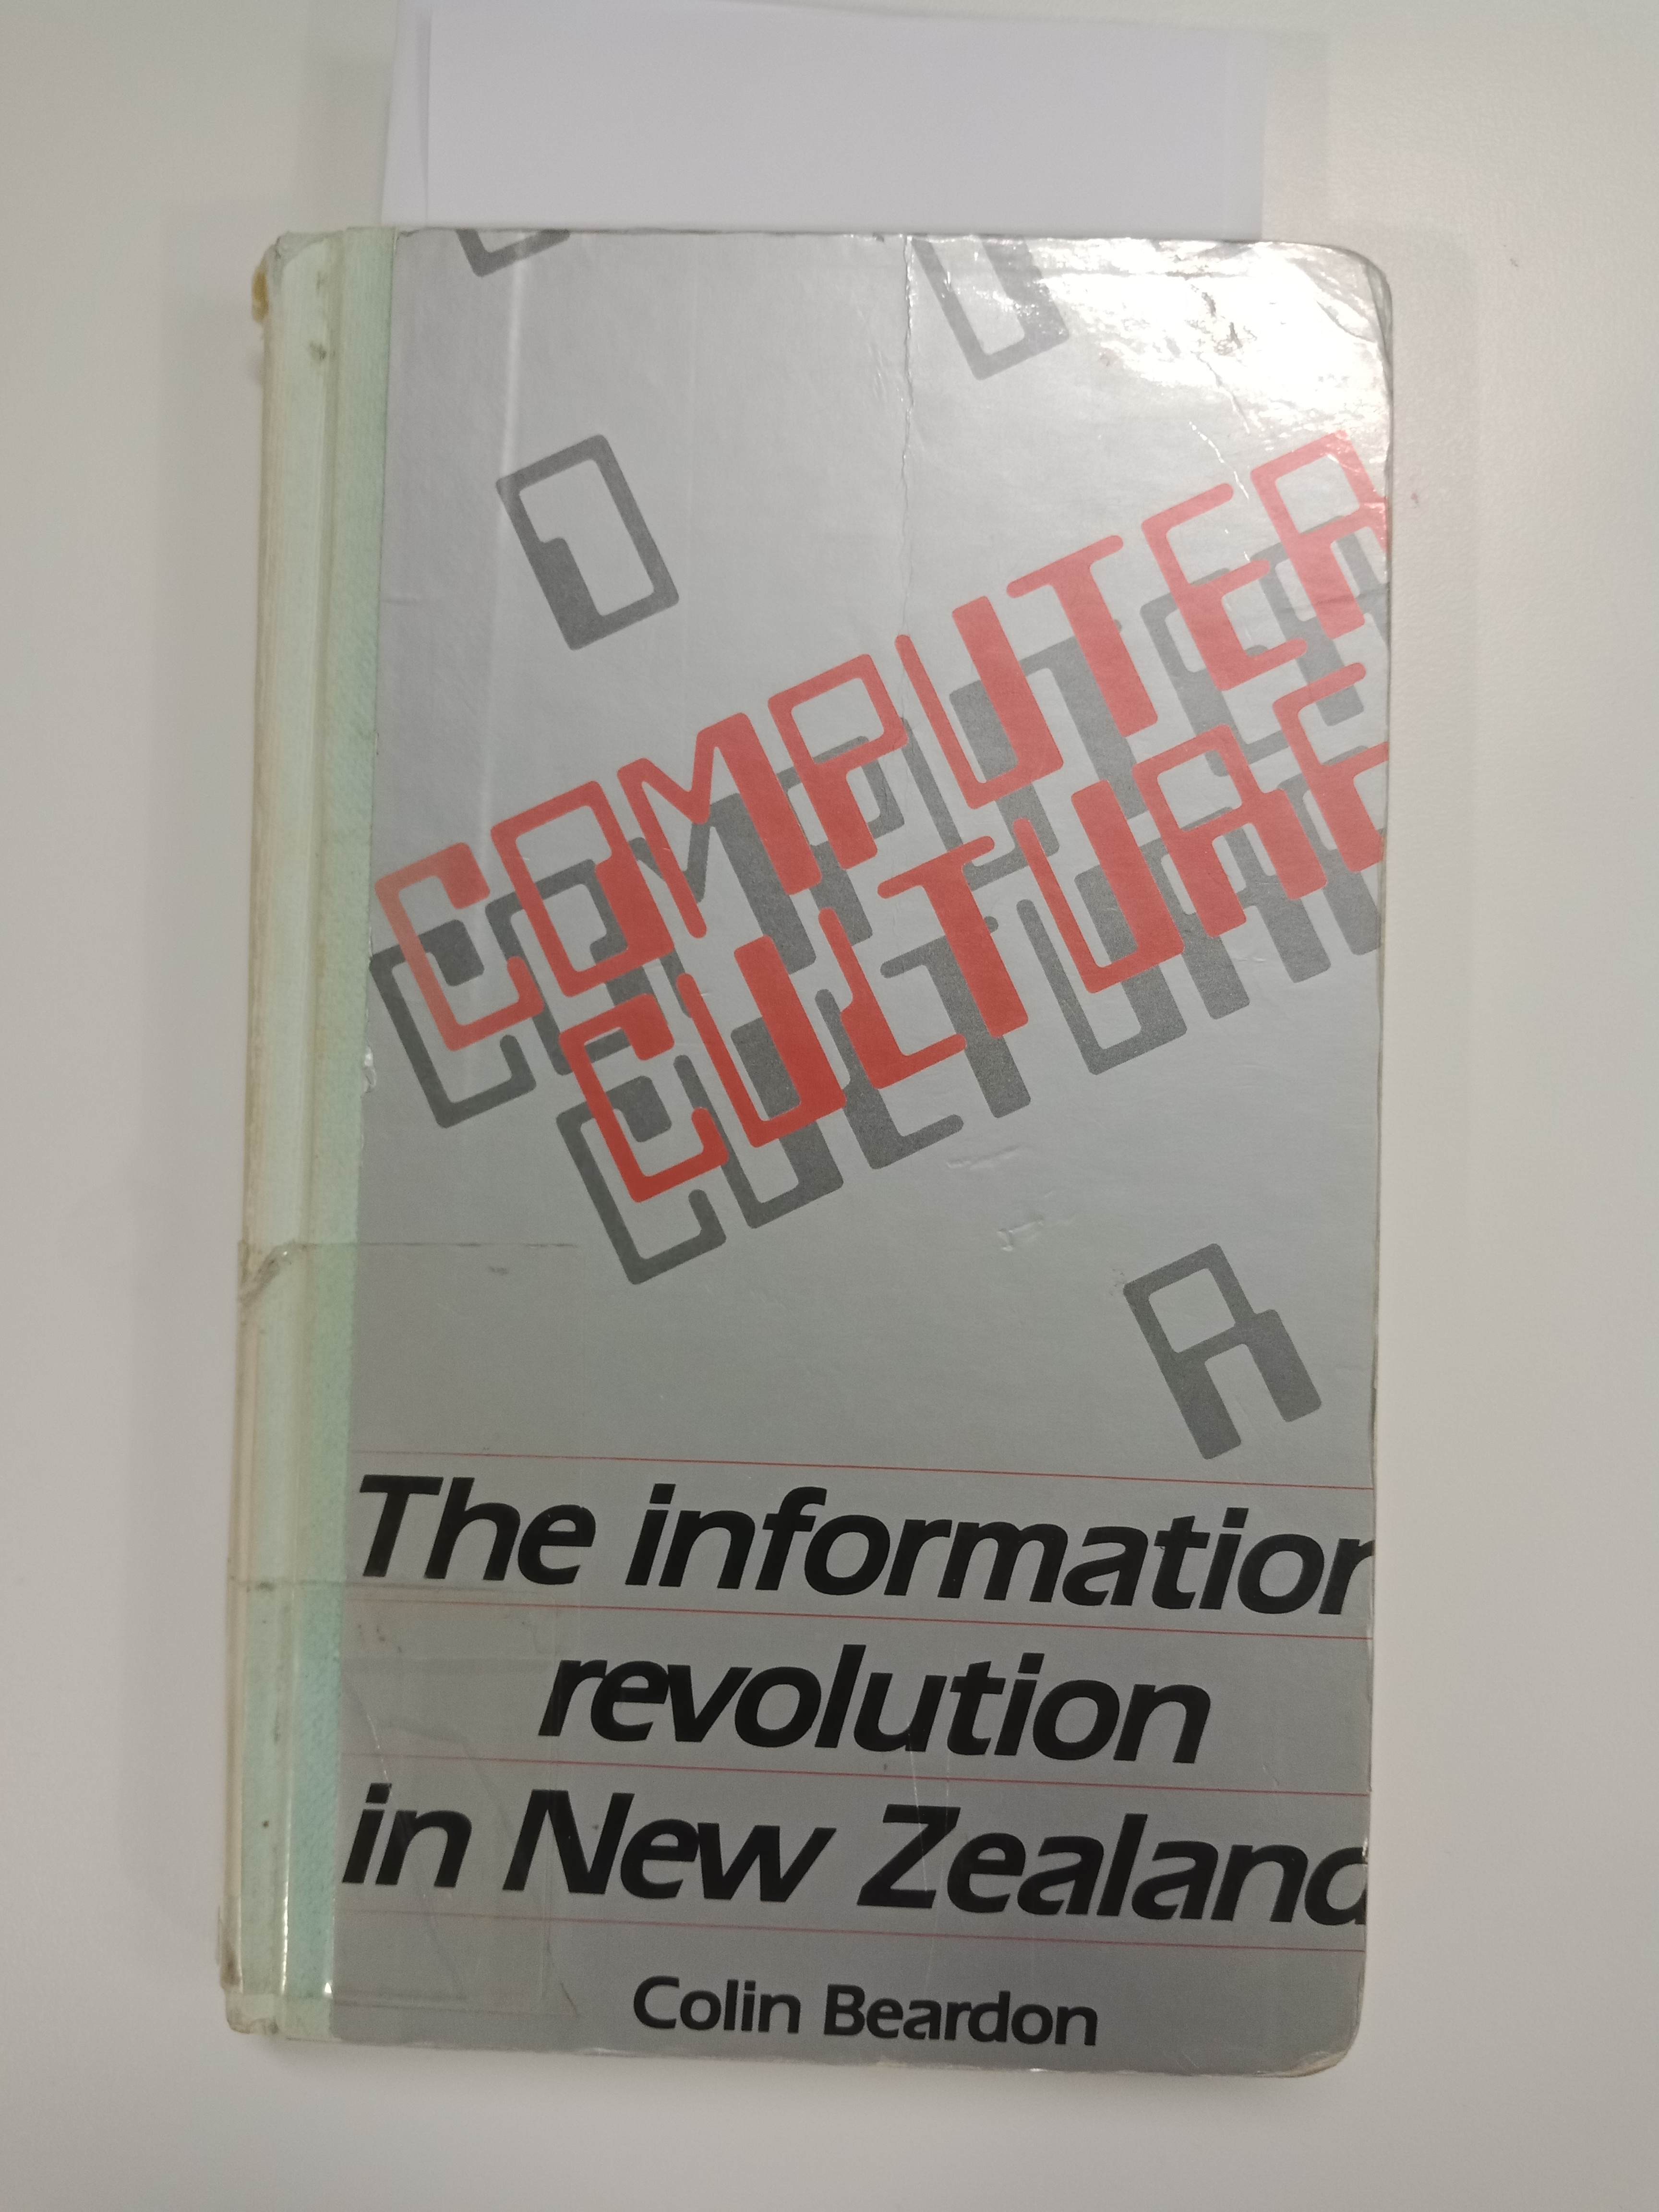 O
COMPUTER
CULTURE
R
The information
revolution
in New Zealand
Colin Beardon